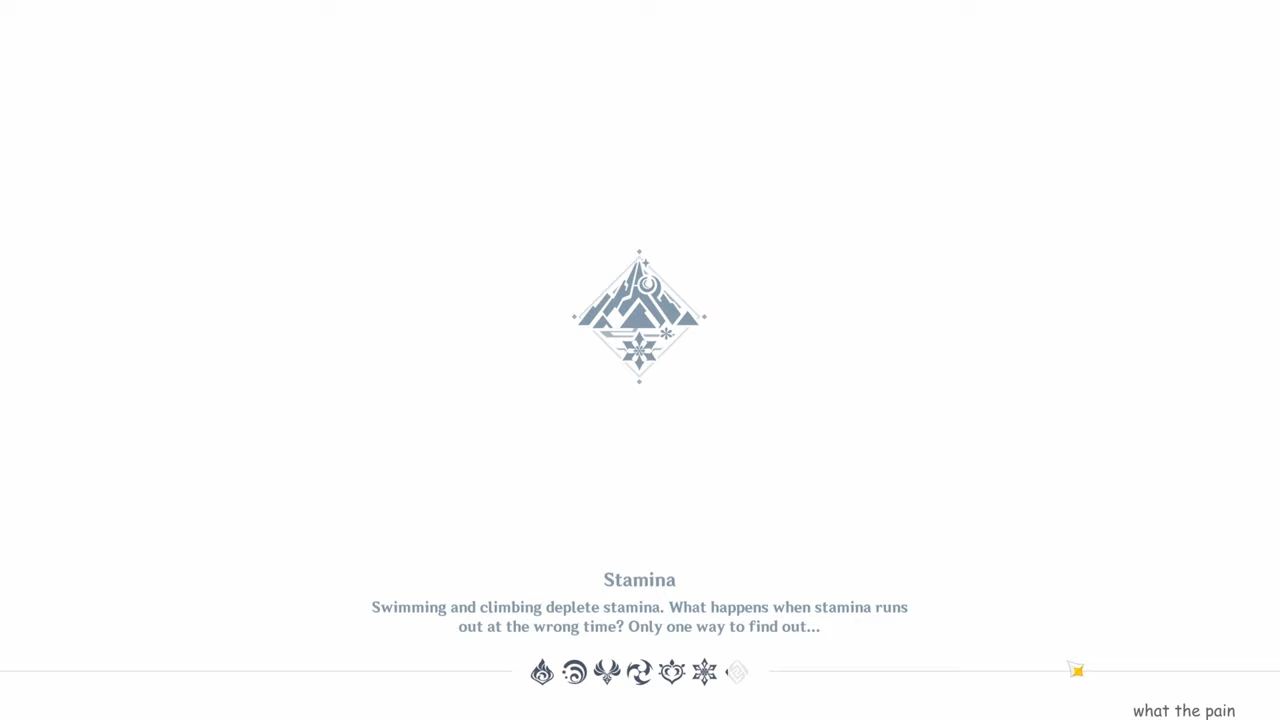 Stamina
Swimming and climbing deplete stamina. What happens when stamina runs
out at the wrong time? Only one way to find out...
what the pain